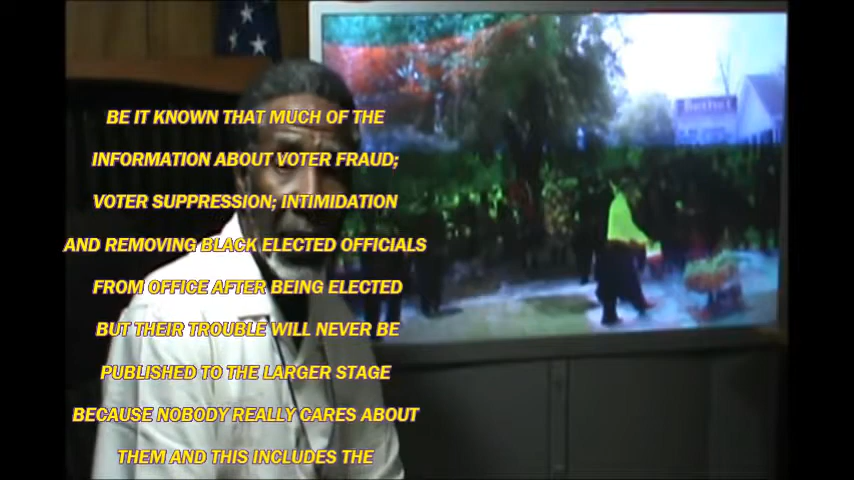 BE IT KNOWN THAT MUCH OF THE
INFORMATION ABOUT VOTER FRAUD;
VOTER SUPPRESSION; INTIMIDATION
AND REMOVING BLACK ELECTED OFFICIALS
FROM OFFICE AFTER BEING ELECTED
BUT THEIR TROUBLE WILL NEVER BE
PUBLISHED TO THE LARGER STAGE
BECAUSE NOBODY REALLY CARES ABOUT
THEM AND THIS INCLUDES THE